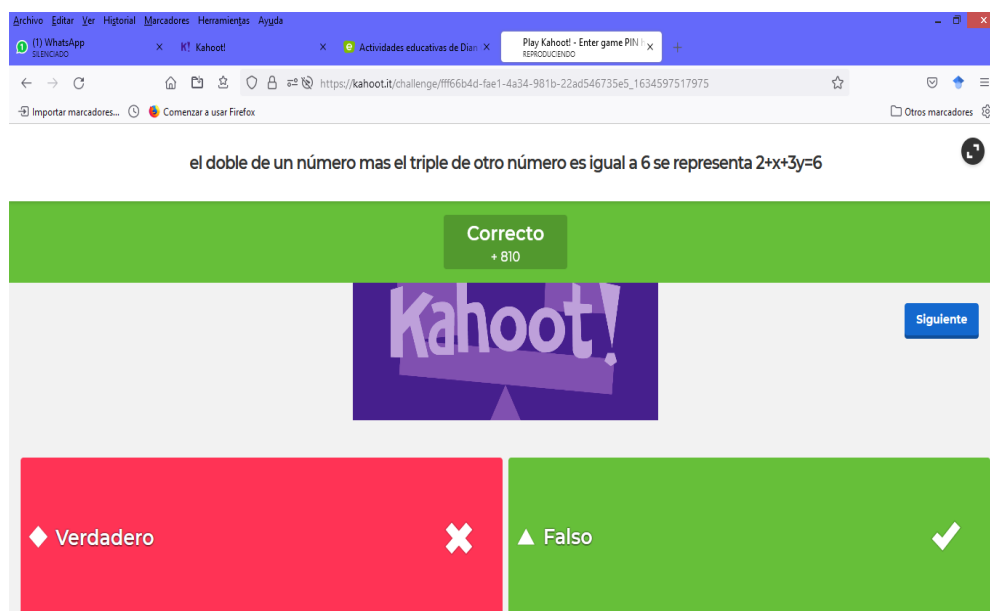 Archivo Editar Ver Historial Marcadores Herramientas Ayuda
(1) WhatsApp
SILENCIADO
K! Kahoot!
Actividades educativas de Dian
Play Kahoot! - Enter game PIN
REPRODUCIENDO
https://kahoot.it/challenge/fff66b4d-fae1-4a34-981b-22ad546735e5_1634597517975
Importar marcadores... Comenzar a usar Firefox Otros marcadores
el doble de un número mas el triple de otro número es igual a 6 se representa 2+x+3y=6
Correcto
+ 810
Kahoot!
Siguiente
Verdadero
Falso